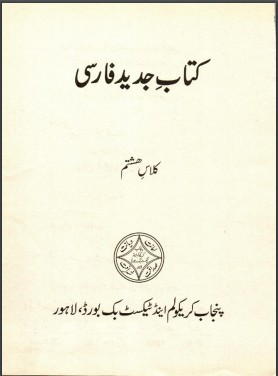 کتابِ جدید فارسی
کلاسِ ہشتم
پنجاب کریکولم اینڈ ٹیکسٹ بک بورڈ، لاہور